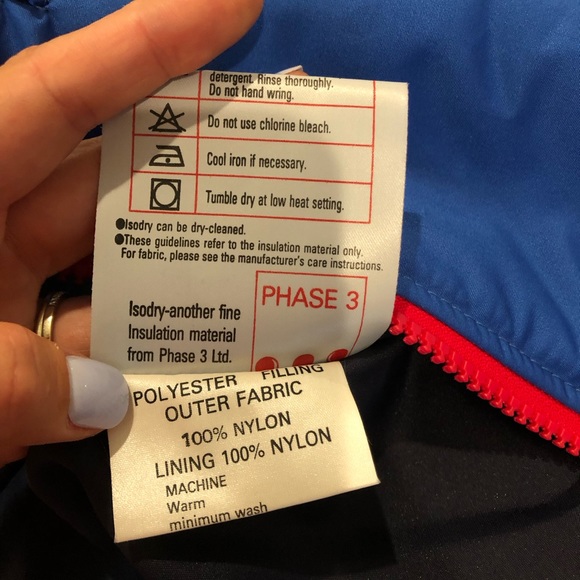 detergent. Rinse thoroughly.
Do not hand wring.
Do not use chlorine bleach.
Cool iron if necessary.
Tumble dry at low heat setting.
●Isodry can be dry-cleaned.
●These guidelines refer to the insulation material only.
For fabric, please see the manufacturer's care instructions.
Isodry-another fine
Insulation material
from Phase 3 Ltd.
PHASE 3
POLYESTER FILLING
OUTER FABRIC
100% NYLON
LINING 100% NYLON
MACHINE
Warm
minimum wash